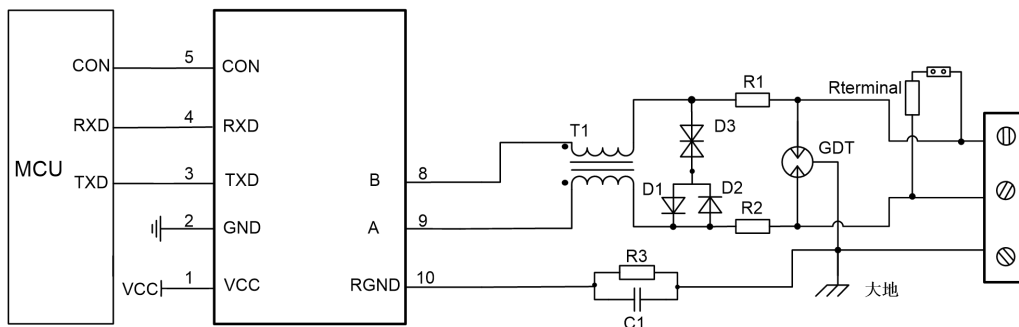 MCU
CON 5 CON
RXD 4 RXD
TXD 3 TXD
2 GND
VCC 1 VCC
B 8
A 9
RGND 10
T1
D3
D1
D2
R1
R2
GDT
Rterminal
R3
C1
大地